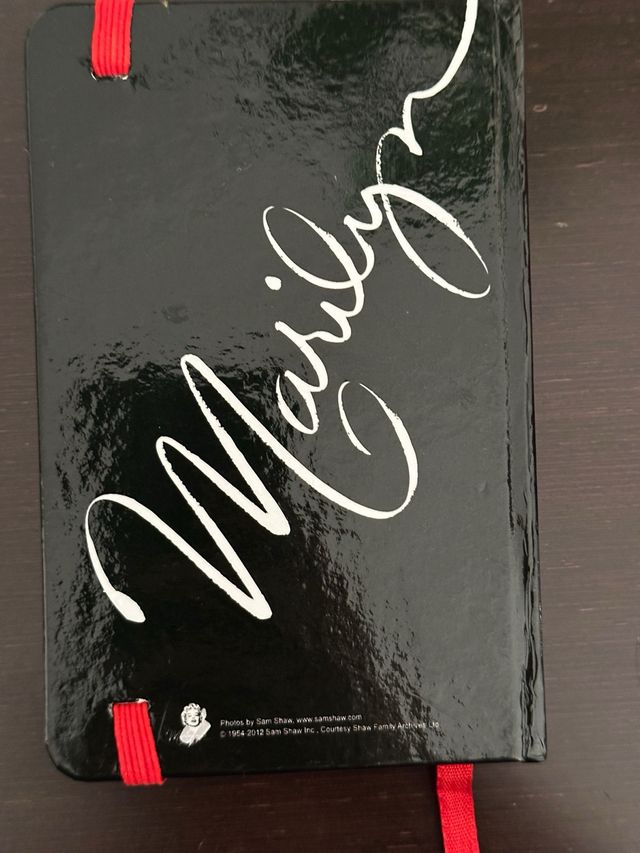 Marilyn
Photos by Sam Shaw, www.samshaw.com
© 1954-2012 Sam Shaw Inc., Courtesy Shaw Family Archives Ltd